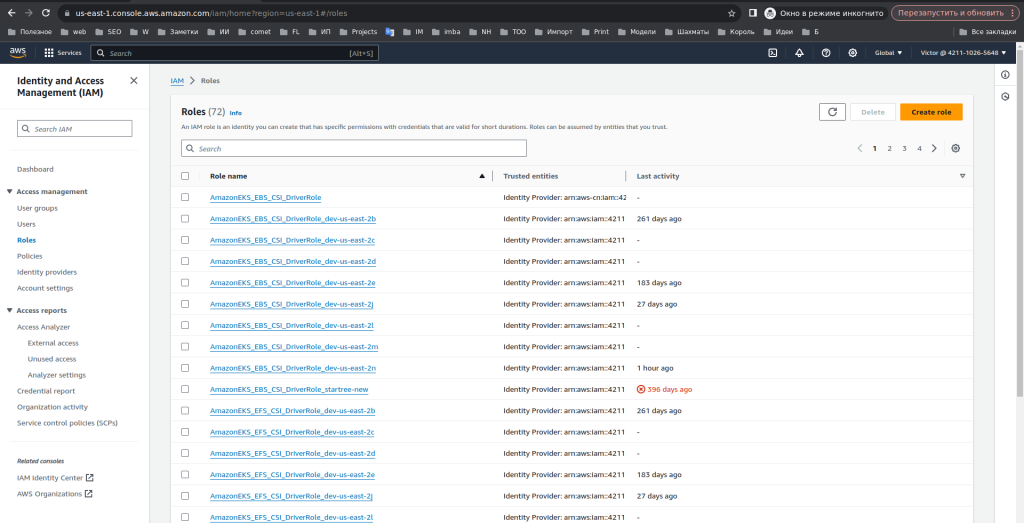 us-east-1.console.aws.amazon.com/iam/home?region=us-east-1#/roles
Окно в режиме инкогнито
Перезапустить и обновить
Полезное web SEO W Заметки ИИ comet FL ИП Projects IM imba NH ТОО Импорт Print Модели Шахматы Король Идеи Б Все закладки
aws Services Search [Alt+S] Global Victor @ 4211-1026-5648
Identity and Access
Management (IAM)
Search IAM
Dashboard
Access management
User groups
Users
Roles
Policies
Identity providers
Account settings
Access reports
Access Analyzer
External access
Unused access
Analyzer settings
Credential report
Organization activity
Service control policies (SCPs)
Related consoles
IAM Identity Center
AWS Organizations
IAM > Roles
Roles (72) Info
Delete
Create role
An IAM role is an identity you can create that has specific permissions with credentials that are valid for short durations. Roles can be assumed by entities that you trust.
Search
1 2 3 4
Role name Trusted entities Last activity
AmazonEKS_EBS_CSI_DriverRole Identity Provider: arn:aws-cn:iam::42 -
AmazonEKS_EBS_CSI_DriverRole_dev-us-east-2b Identity Provider: arn:aws:iam::4211 261 days ago
AmazonEKS_EBS_CSI_DriverRole_dev-us-east-2c Identity Provider: arn:aws:iam::4211 -
AmazonEKS_EBS_CSI_DriverRole_dev-us-east-2d Identity Provider: arn:aws:iam::4211 -
AmazonEKS_EBS_CSI_DriverRole_dev-us-east-2e Identity Provider: arn:aws:iam::4211 183 days ago
AmazonEKS_EBS_CSI_DriverRole_dev-us-east-2j Identity Provider: arn:aws:iam::4211 27 days ago
AmazonEKS_EBS_CSI_DriverRole_dev-us-east-2l Identity Provider: arn:aws:iam::4211 -
AmazonEKS_EBS_CSI_DriverRole_dev-us-east-2m Identity Provider: arn:aws:iam::4211 -
AmazonEKS_EBS_CSI_DriverRole_dev-us-east-2n Identity Provider: arn:aws:iam::4211 1 hour ago
AmazonEKS_EBS_CSI_DriverRole_startree-new Identity Provider: arn:aws:iam::4211 396 days ago
AmazonEKS_EFS_CSI_DriverRole_dev-us-east-2b Identity Provider: arn:aws:iam::4211 261 days ago
AmazonEKS_EFS_CSI_DriverRole_dev-us-east-2c Identity Provider: arn:aws:iam::4211 -
AmazonEKS_EFS_CSI_DriverRole_dev-us-east-2d Identity Provider: arn:aws:iam::4211 -
AmazonEKS_EFS_CSI_DriverRole_dev-us-east-2e Identity Provider: arn:aws:iam::4211 183 days ago
AmazonEKS_EFS_CSI_DriverRole_dev-us-east-2j Identity Provider: arn:aws:iam::4211 27 days ago
AmazonEKS_EFS_CSI_DriverRole_dev-us-east-2l Identity Provider: arn:aws:iam::4211 -